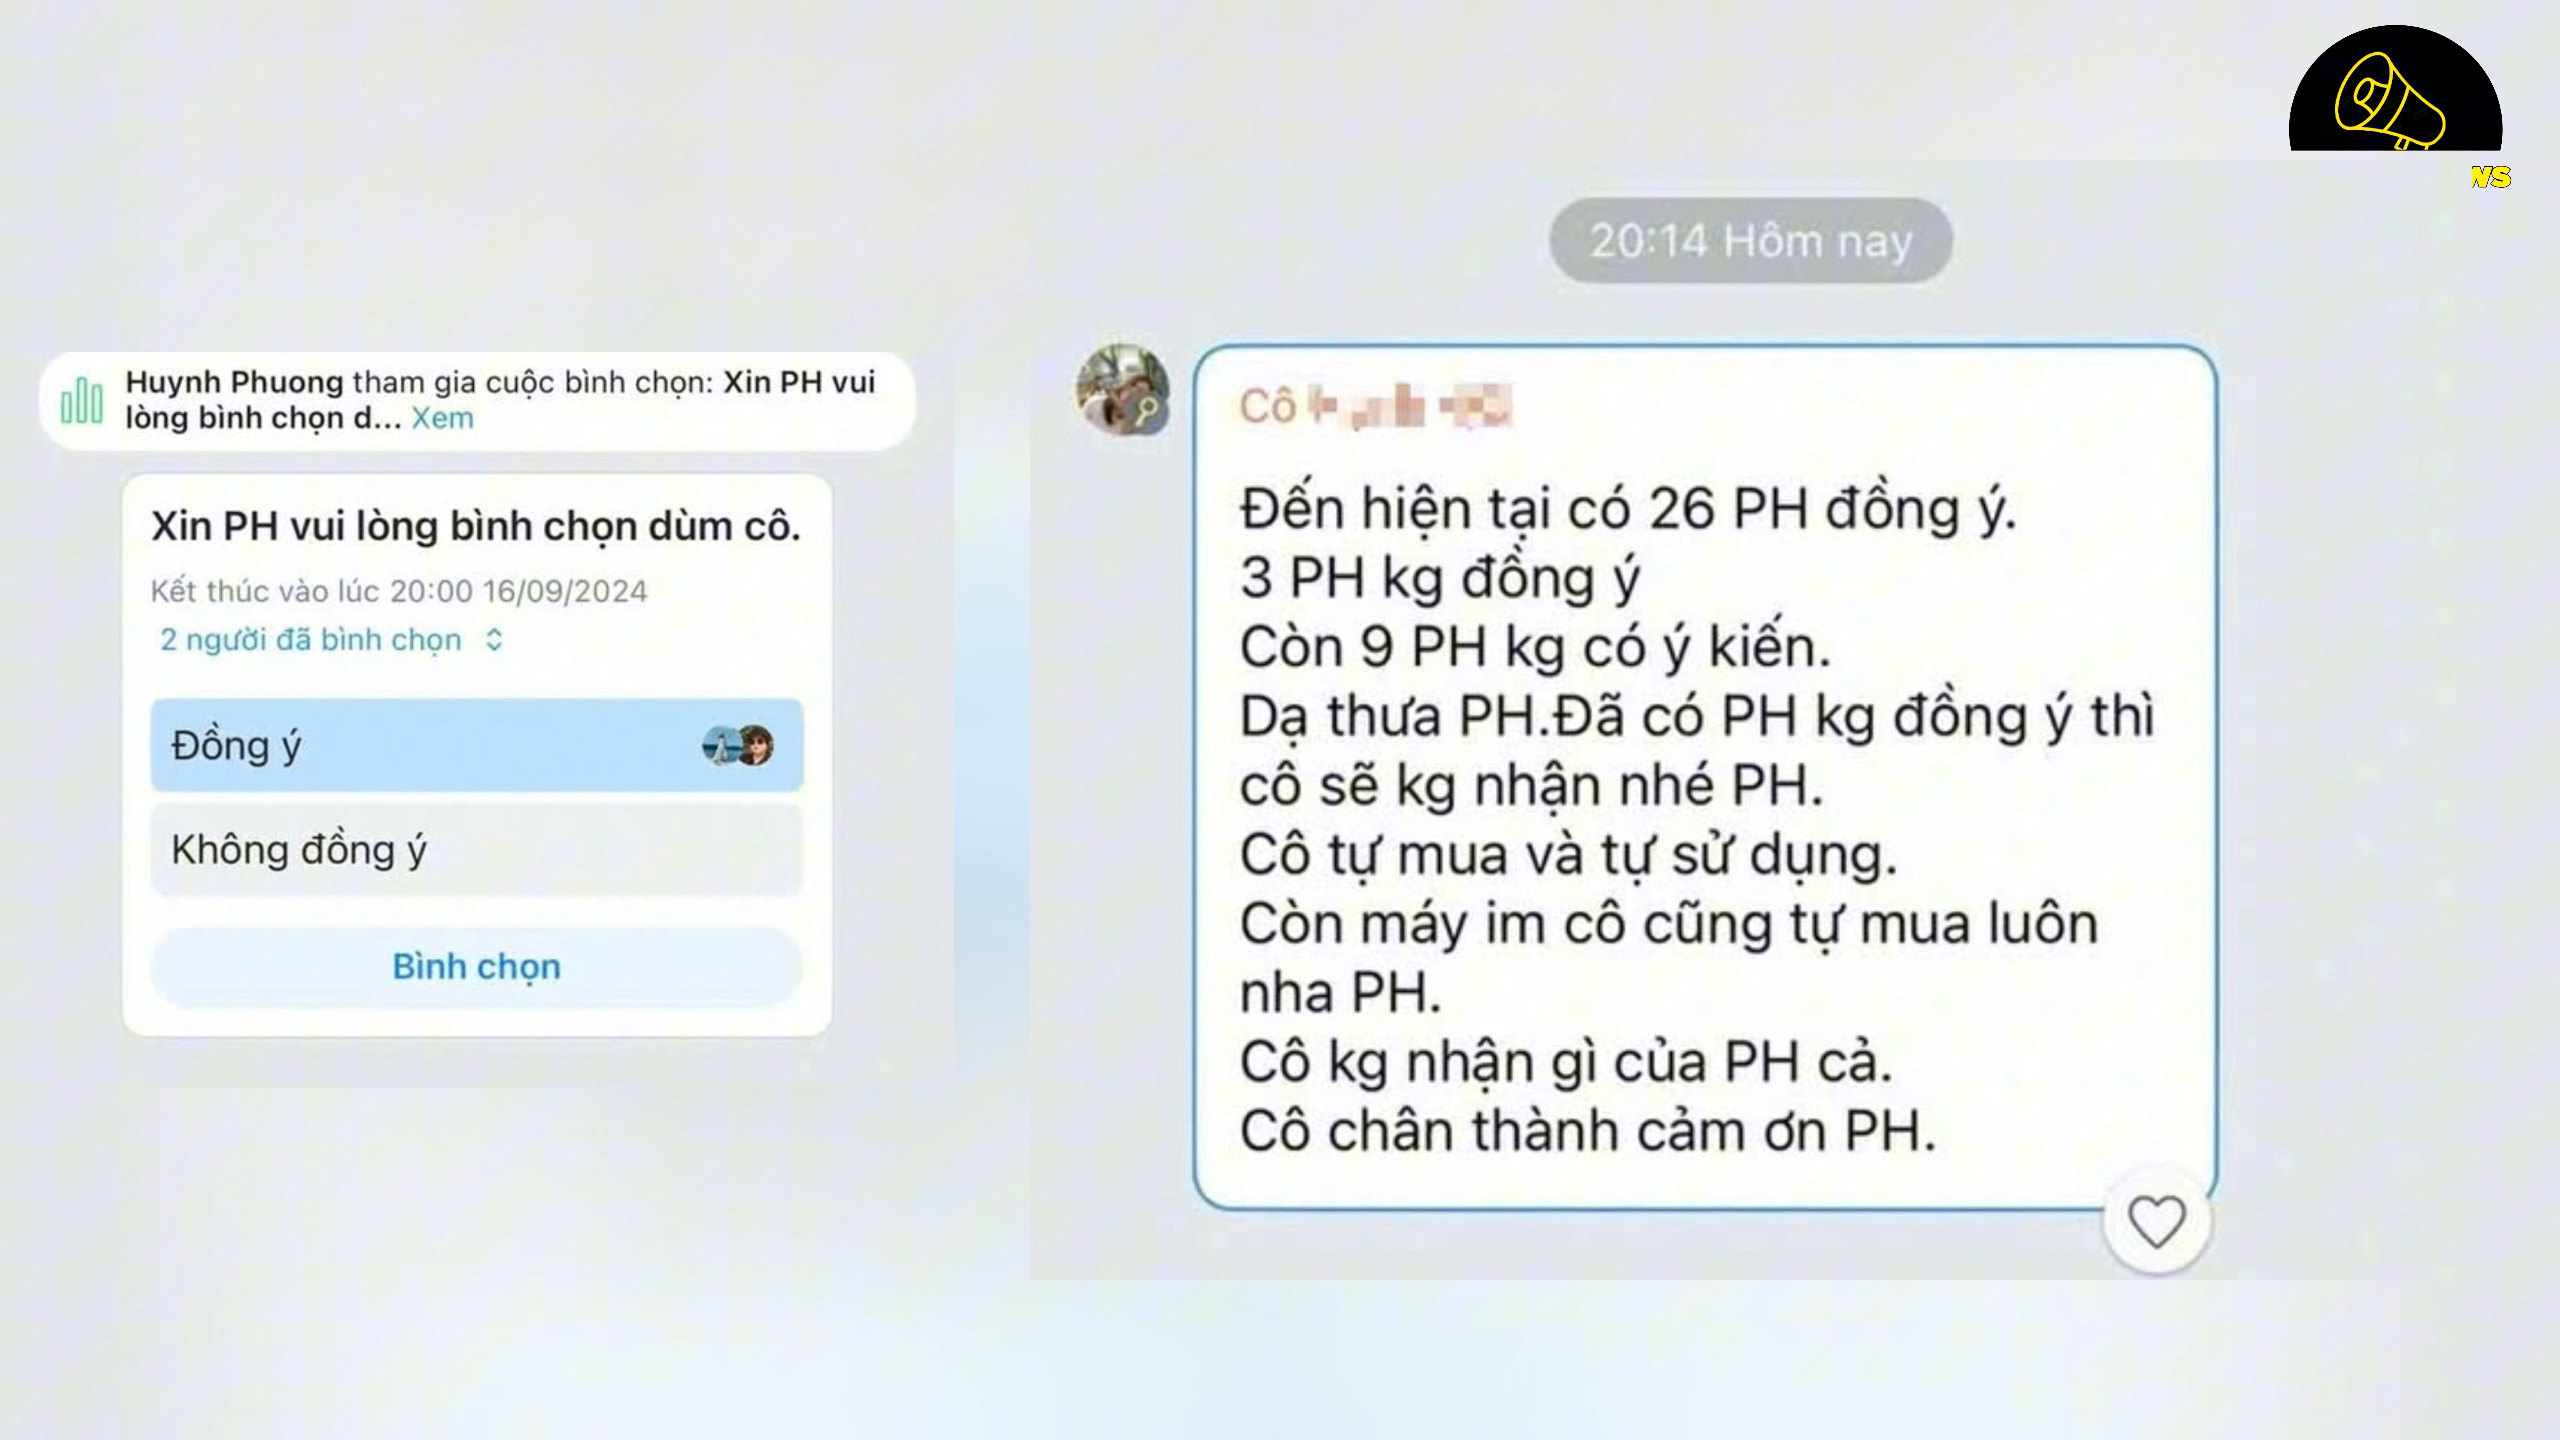 Huynh Phuong tham gia cuộc bình chọn: Xin PH vui
lòng bình chọn d... Xem
Xin PH vui lòng bình chọn dùm cô.
Kết thúc vào lúc 20:00 16/09/2024
2 người đã bình chọn
Đồng ý
Không đồng ý
Bình chọn
20:14 Hôm nay
Cô
Đến hiện tại có 26 PH đồng ý.
3 PH kg đồng ý
Còn 9 PH kg có ý kiến.
Dạ thưa PH.Đã có PH kg đồng ý thì
cô sẽ kg nhận nhé PH.
Cô tự mua và tự sử dụng.
Còn máy im cô cũng tự mua luôn
nha PH.
Cô kg nhận gì của PH cả.
Cô chân thành cảm ơn PH.